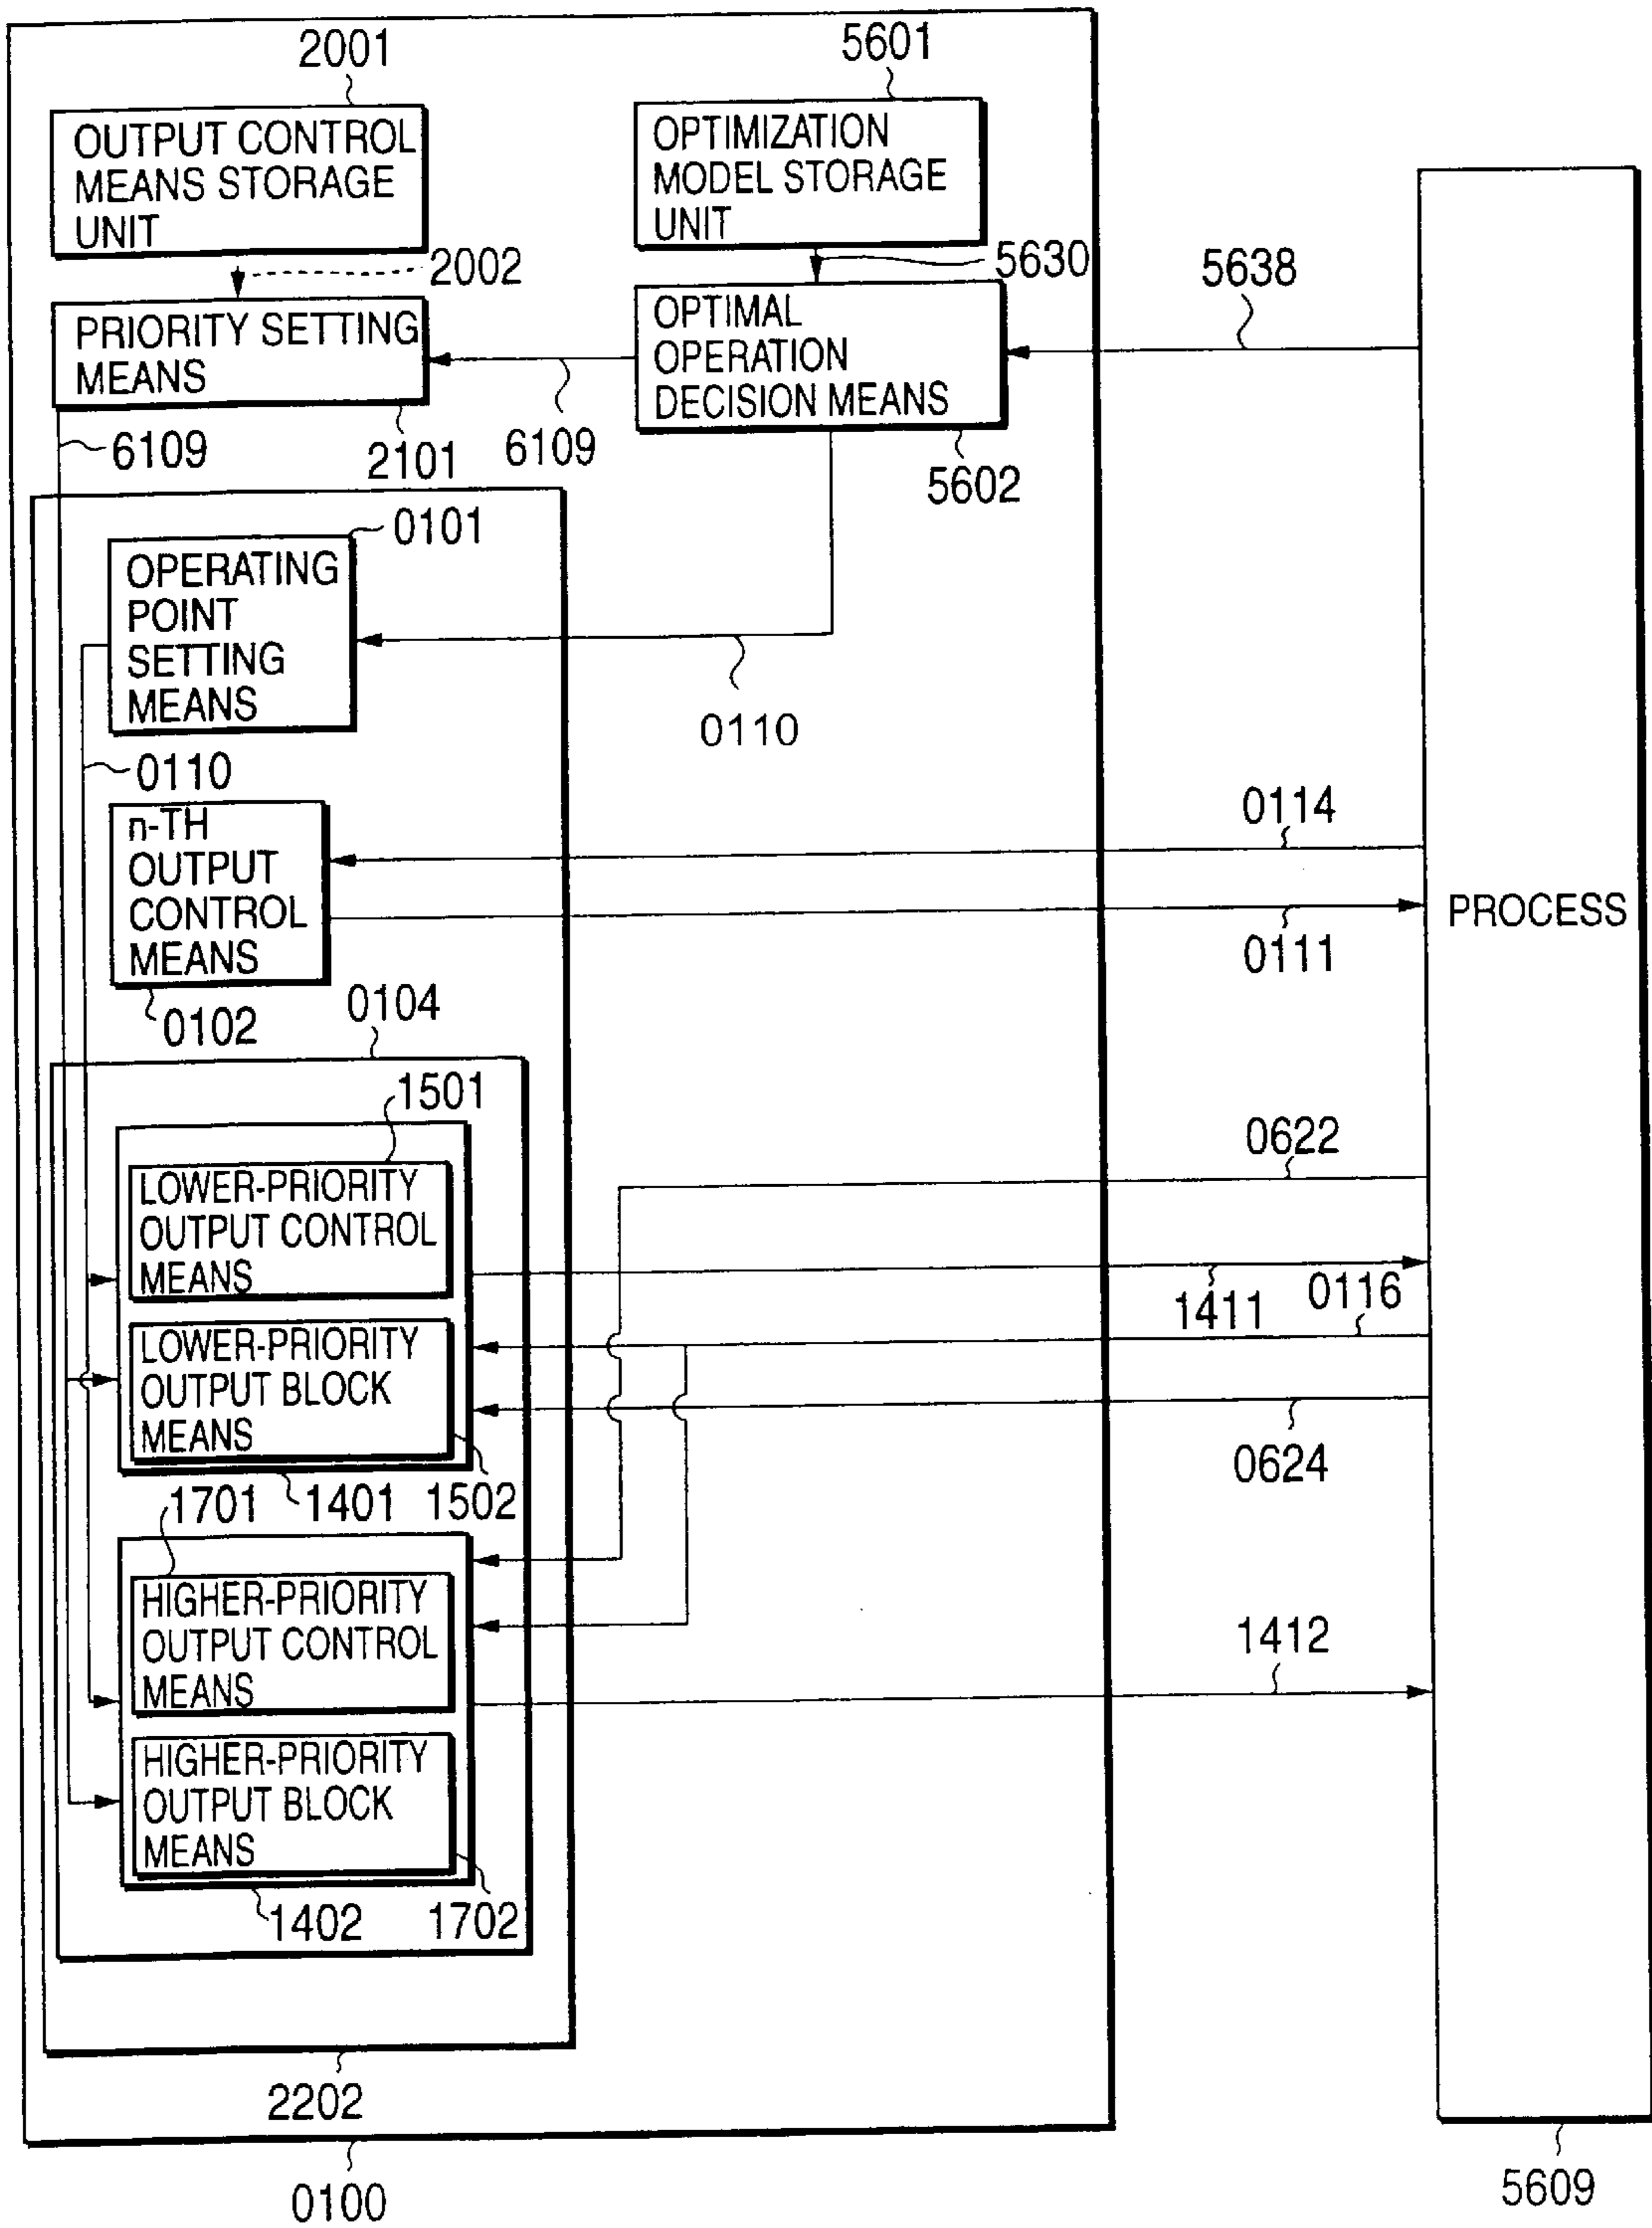 2001
5601
OUTPUT CONTROL
MEANS STORAGE
UNIT
OPTIMIZATION
MODEL STORAGE
UNIT
2002
5630
5638
PRIORITY SETTING
MEANS
OPTIMAL
OPERATION
DECISION MEANS
6109
2101
6109
5602
0101
OPERATING
POINT
SETTING
MEANS
0110
0110
n-TH
OUTPUT
CONTROL
MEANS
0114
0111
PROCESS
0102
0104
1501
LOWER-PRIORITY
OUTPUT CONTROL
MEANS
0622
1411
0116
LOWER-PRIORITY
OUTPUT BLOCK
MEANS
0624
1701
1401
1502
HIGHER-PRIORITY
OUTPUT CONTROL
MEANS
1412
HIGHER-PRIORITY
OUTPUT BLOCK
MEANS
1402
1702
2202
0100
5609